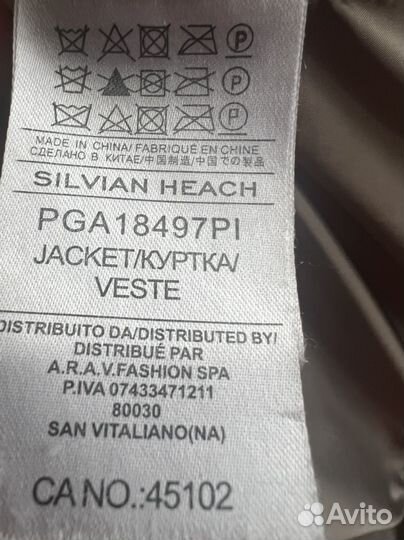 P
P
P
MADE IN CHINA/ FABRIQUÉ EN CHINE
СДЕЛАНО В КИТАЕ/中国制造/中国での製品
SILVIAN HEACH
PGA18497PI
JACKET/КУРТКА/
VESTE
DISTRIBUITO DA/DISTRIBUTED BY/
DISTRIBUÉ PAR
A.R.A.V.FASHION SPA
P.IVA 07433471211
80030
SAN VITALIANO(NA)
CA NO.:45102
Avito